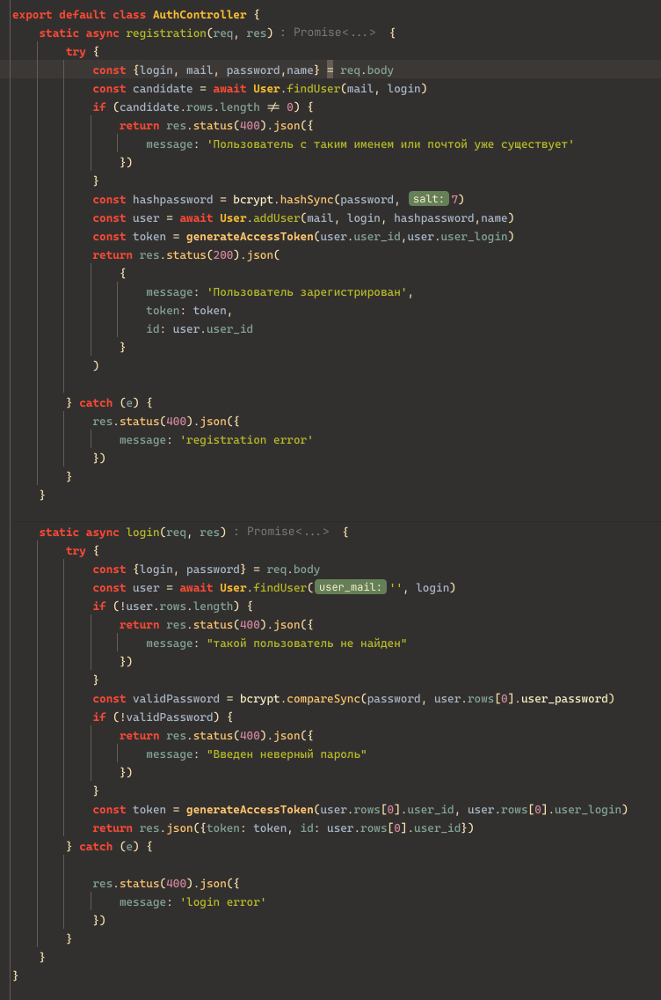 export default class AuthController {
static async registration(req, res) : Promise<...> {
try {
const {login, mail, password,name} = req.body
const candidate = await User.findUser(mail, login)
if (candidate.rows.length ≠ 0) {
return res.status(400).json({
message: 'Пользователь с таким именем или почтой уже существует'
})
}
const hashpassword = bcrypt.hashSync(password, salt: 7)
const user = await User.addUser(mail, login, hashpassword,name)
const token = generateAccessToken(user.user_id,user.user_login)
return res.status(200).json(
{
message: 'Пользователь зарегистрирован',
token: token,
id: user.user_id
}
)
} catch (e) {
res.status(400).json({
message: 'registration error'
})
}
}
static async login(req, res) : Promise<...> {
try {
const {login, password} = req.body
const user = await User.findUser( user_mail: '', login)
if (!user.rows.length) {
return res.status(400).json({
message: "такой пользователь не найден"
})
}
const validPassword = bcrypt.compareSync(password, user.rows[0].user_password)
if (!validPassword) {
return res.status(400).json({
message: "Введен неверный пароль"
})
}
const token = generateAccessToken(user.rows[0].user_id, user.rows[0].user_login)
return res.json({token: token, id: user.rows[0].user_id})
} catch (e) {
res.status(400).json({
message: 'login error'
})
}
}
}